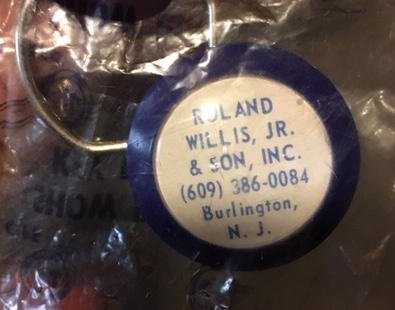 ROLAND
WILLIS, JR.
& SON, INC.
(609) 386-0084
Burlington,
N. J.